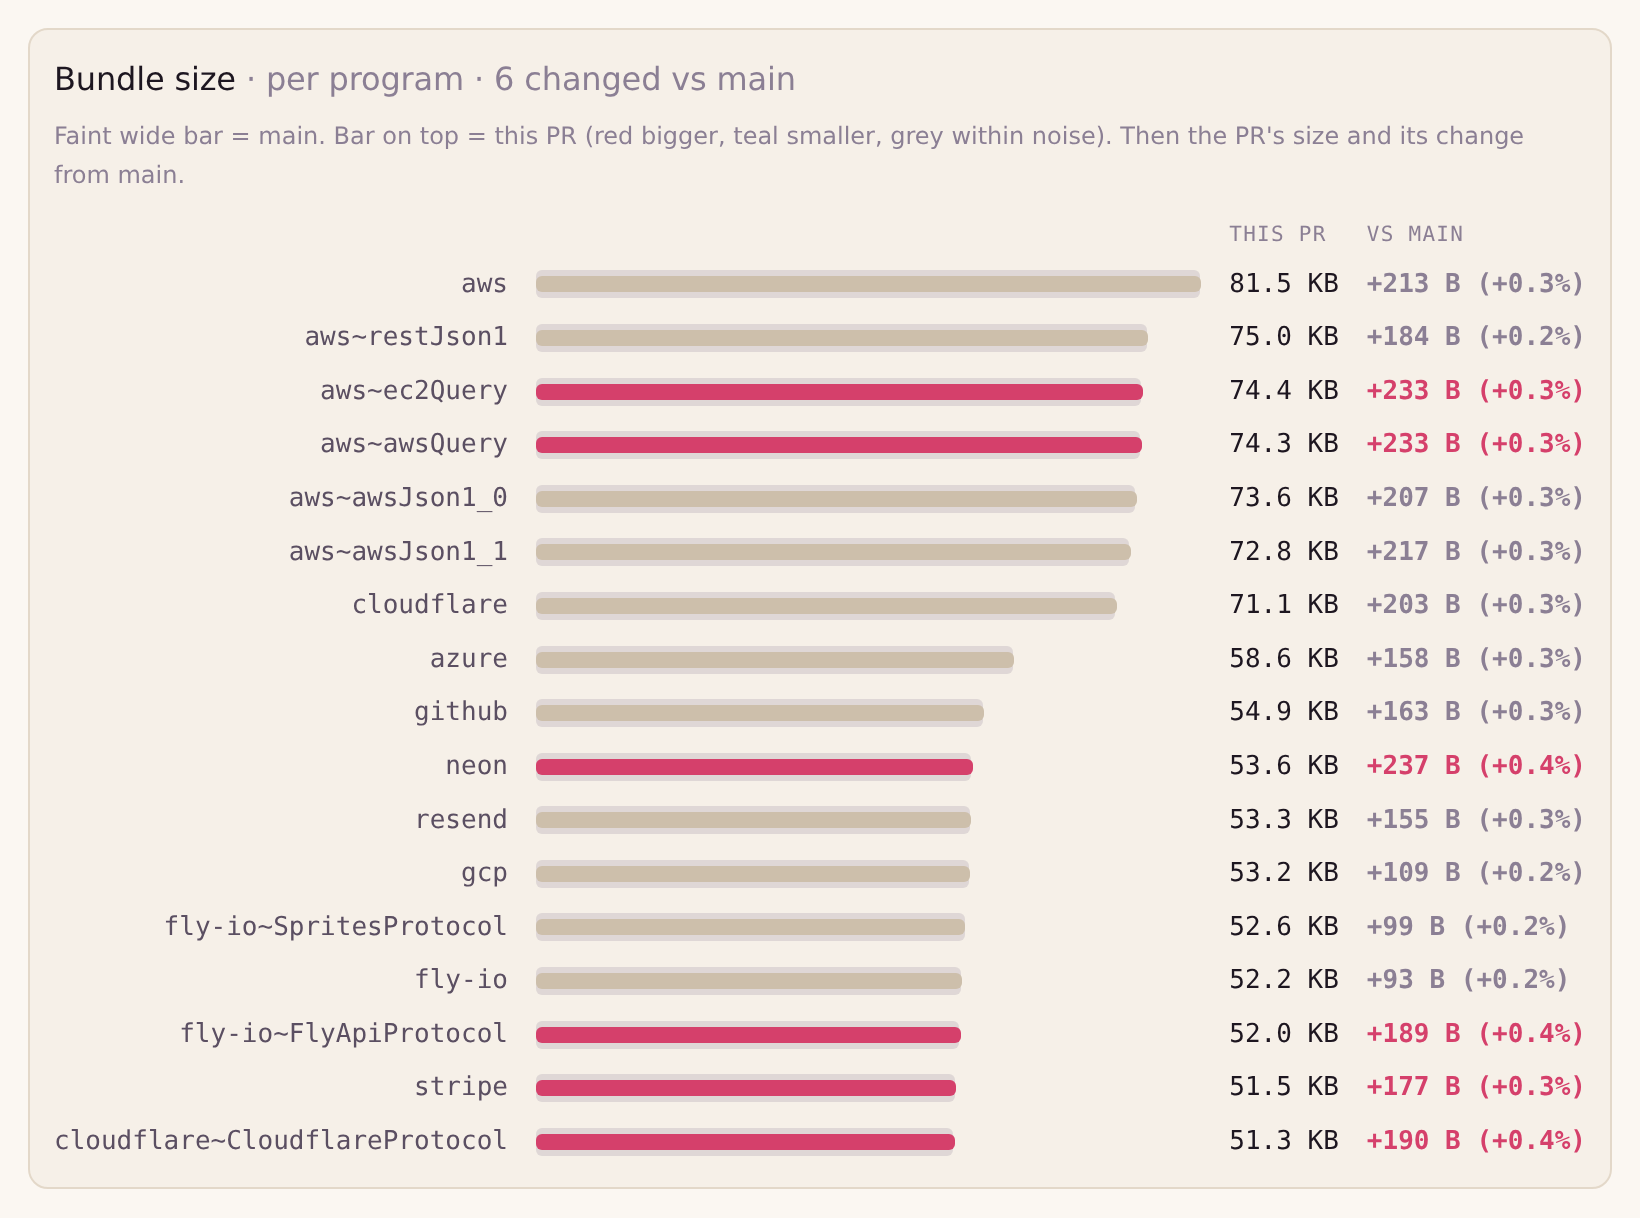 Bundle size · per program · 6 changed vs main
Faint wide bar = main. Bar on top = this PR (red bigger, teal smaller, grey within noise). Then the PR's size and its change
from main.
THIS PR VS MAIN
aws 81.5 KB +213 B (+0.3%)
aws~restJson1 75.0 KB +184 B (+0.2%)
aws~ec2Query 74.4 KB +233 B (+0.3%)
aws~awsQuery 74.3 KB +233 B (+0.3%)
aws~awsJson1_0 73.6 KB +207 B (+0.3%)
aws~awsJson1_1 72.8 KB +217 B (+0.3%)
cloudflare 71.1 KB +203 B (+0.3%)
azure 58.6 KB +158 B (+0.3%)
github 54.9 KB +163 B (+0.3%)
neon 53.6 KB +237 B (+0.4%)
resend 53.3 KB +155 B (+0.3%)
gcp 53.2 KB +109 B (+0.2%)
fly-io~SpritesProtocol 52.6 KB +99 B (+0.2%)
fly-io 52.2 KB +93 B (+0.2%)
fly-io~FlyApiProtocol 52.0 KB +189 B (+0.4%)
stripe 51.5 KB +177 B (+0.3%)
cloudflare~CloudflareProtocol 51.3 KB +190 B (+0.4%)